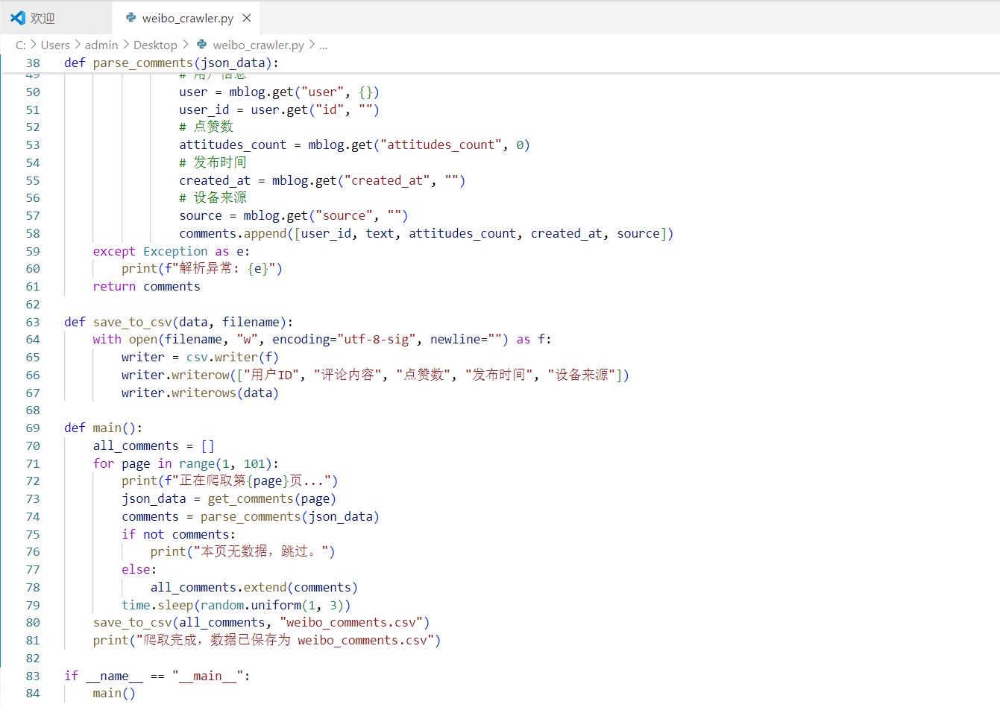 欢迎
weibo_crawler.py
C: > Users > admin > Desktop > weibo_crawler.py > ...
38 def parse_comments(json_data):
49 # 用户信息
50 user = mblog.get("user", {})
51 user_id = user.get("id", "")
52 # 点赞数
53 attitudes_count = mblog.get("attitudes_count", 0)
54 # 发布时间
55 created_at = mblog.get("created_at", "")
56 # 设备来源
57 source = mblog.get("source", "")
58 comments.append([user_id, text, attitudes_count, created_at, source])
59 except Exception as e:
60 print(f"解析异常: {e}")
61 return comments
62
63 def save_to_csv(data, filename):
64 with open(filename, "w", encoding="utf-8-sig", newline="") as f:
65 writer = csv.writer(f)
66 writer.writerow(["用户ID", "评论内容", "点赞数", "发布时间", "设备来源"])
67 writer.writerows(data)
68
69 def main():
70 all_comments = []
71 for page in range(1, 101):
72 print(f"正在爬取第{page}页...")
73 json_data = get_comments(page)
74 comments = parse_comments(json_data)
75 if not comments:
76 print("本页无数据，跳过。")
77 else:
78 all_comments.extend(comments)
79 time.sleep(random.uniform(1, 3))
80 save_to_csv(all_comments, "weibo_comments.csv")
81 print("爬取完成，数据已保存为 weibo_comments.csv")
82
83 if __name__ == "__main__":
84 main()